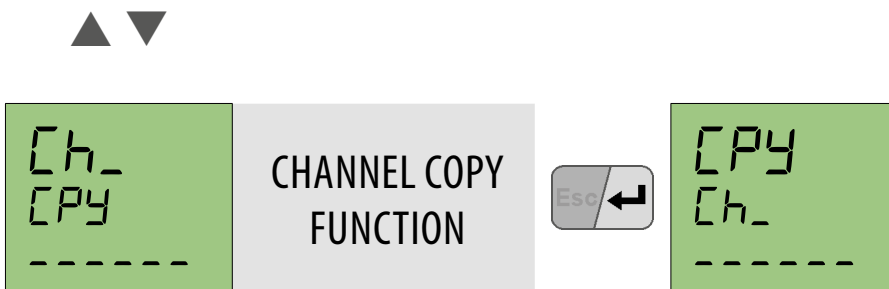 Ch_
CPY
------
CHANNEL COPY
FUNCTION
Esc
CPY
Ch_
------